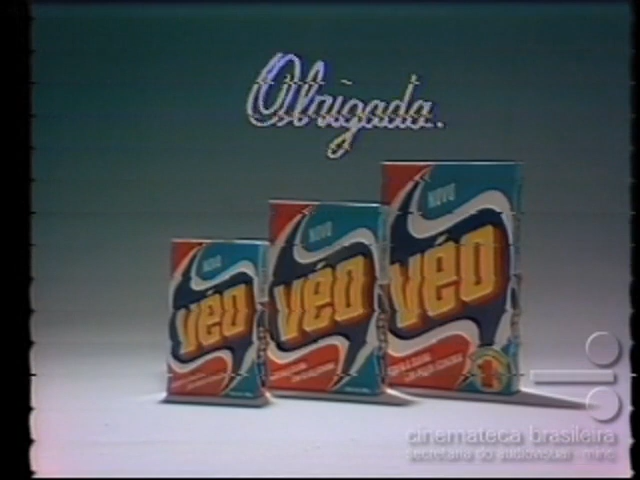 Obrigada.
NOVO
véo
NOVO
véo
NOVO
véo
cinemateca brasileira
secretaria do audiovisual - minc